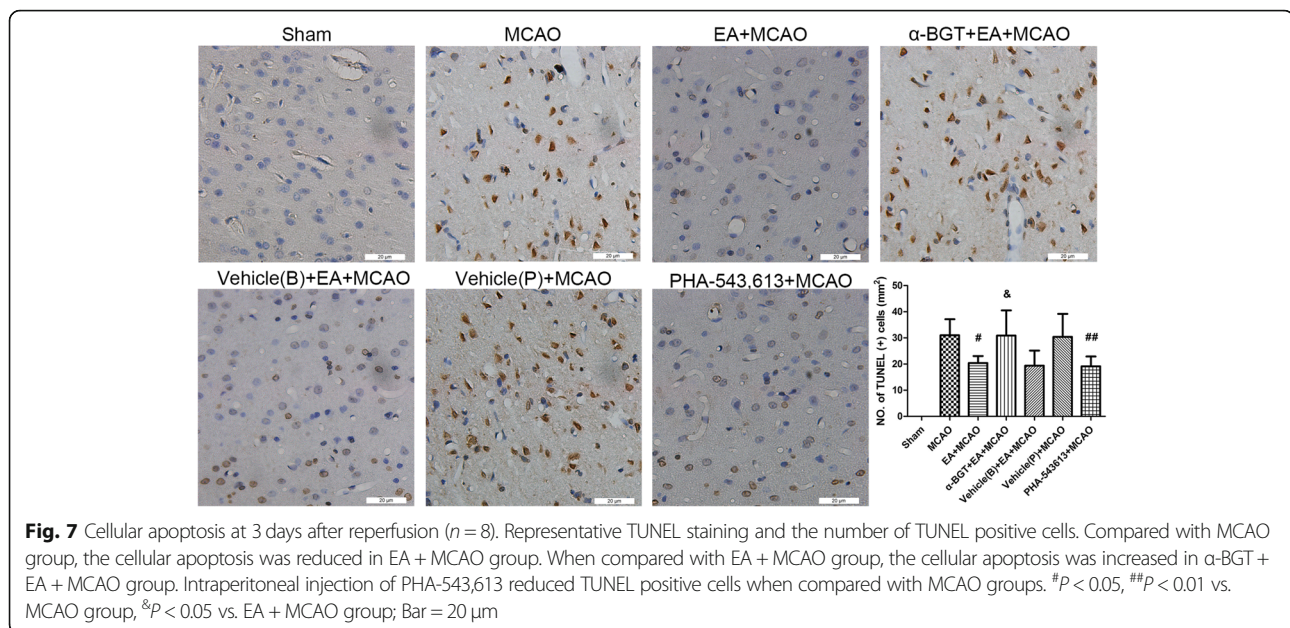 Sham
MCAO
EA+MCAO
α-BGT+EA+MCAO
20 μm
20 μm
20 μm
20 μm
Vehicle(B)+EA+MCAO
Vehicle(P)+MCAO
PHA-543,613+MCAO
20 μm
20 μm
20 μm
NO. of TUNEL (+) cells (mm²)
50
40
30
20
10
0
#
&
##
Sham
MCAO
EA+MCAO
α-BGT+EA+MCAO
Vehicle(B)+EA+MCAO
Vehicle(P)+MCAO
PHA-543613+MCAO
Fig. 7 Cellular apoptosis at 3 days after reperfusion (n = 8). Representative TUNEL staining and the number of TUNEL positive cells. Compared with MCAO
group, the cellular apoptosis was reduced in EA + MCAO group. When compared with EA + MCAO group, the cellular apoptosis was increased in α-BGT +
EA + MCAO group. Intraperitoneal injection of PHA-543,613 reduced TUNEL positive cells when compared with MCAO groups. #P < 0.05, ##P < 0.01 vs.
MCAO group, &P < 0.05 vs. EA + MCAO group; Bar = 20 μm